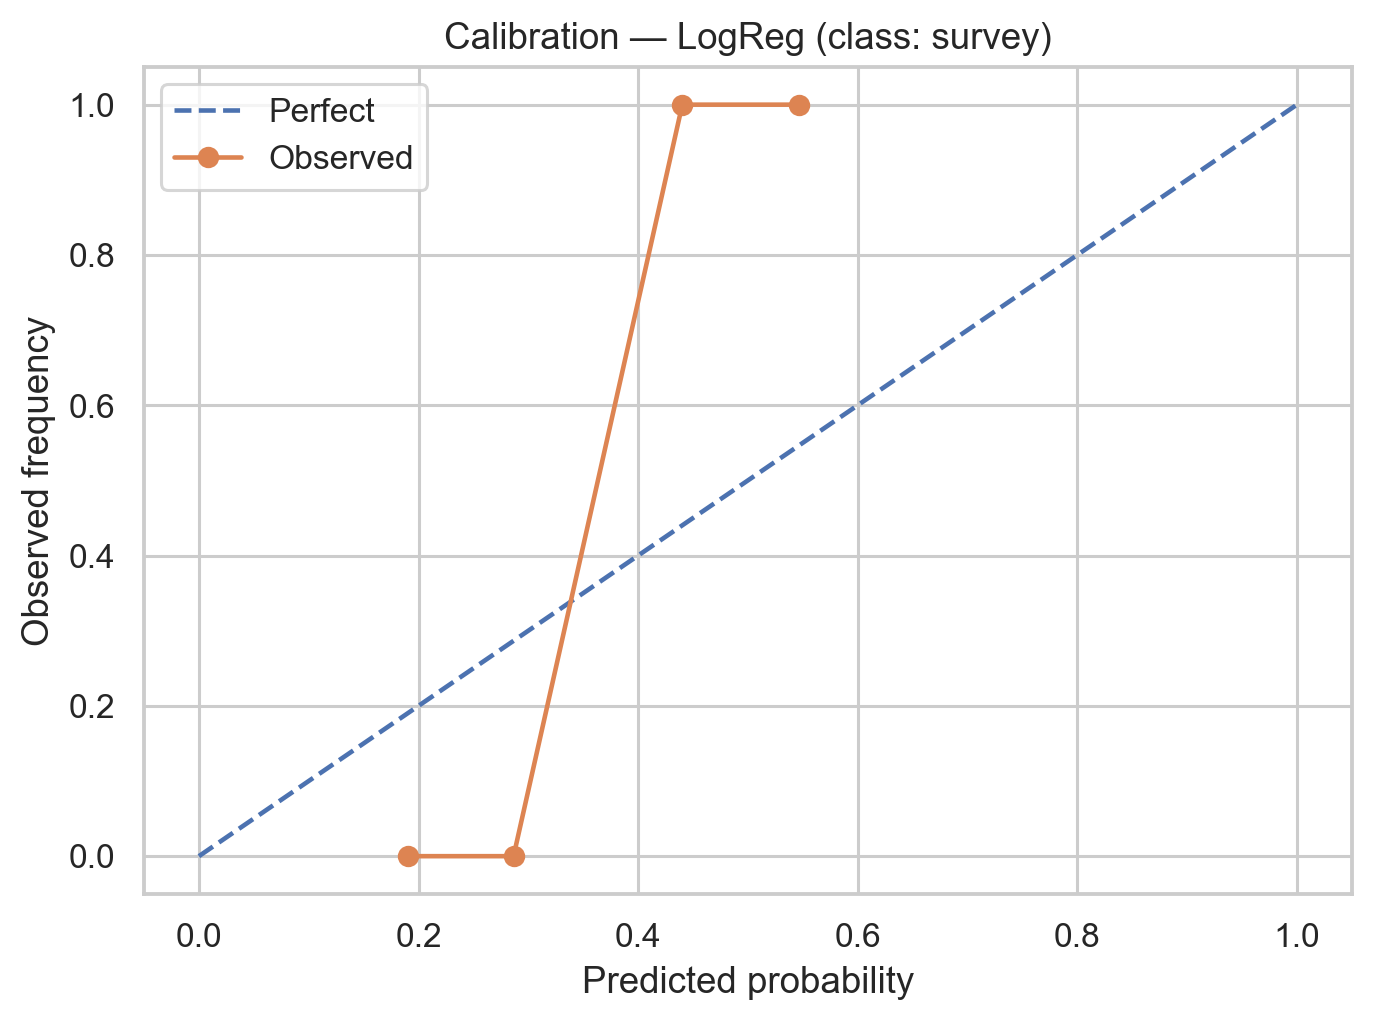 Calibration — LogReg (class: survey)
Perfect
Observed
1.0
0.8
0.6
0.4
0.2
0.0
Observed frequency
0.0 0.2 0.4 0.6 0.8 1.0
Predicted probability